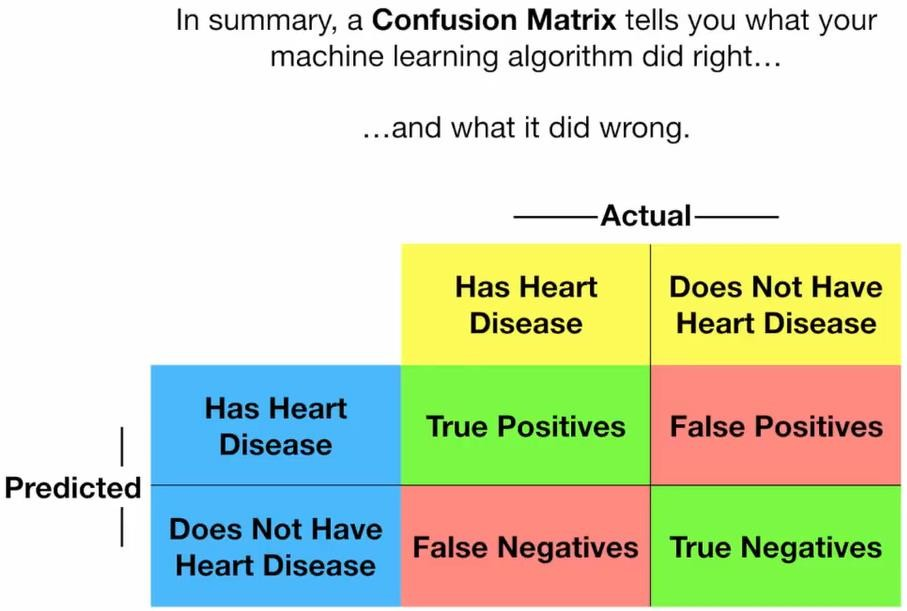 In summary, a Confusion Matrix tells you what your
machine learning algorithm did right…
…and what it did wrong.
Actual
Has Heart
Disease
Does Not Have
Heart Disease
Predicted
Has Heart
Disease
True Positives
False Positives
Does Not Have
Heart Disease
False Negatives
True Negatives